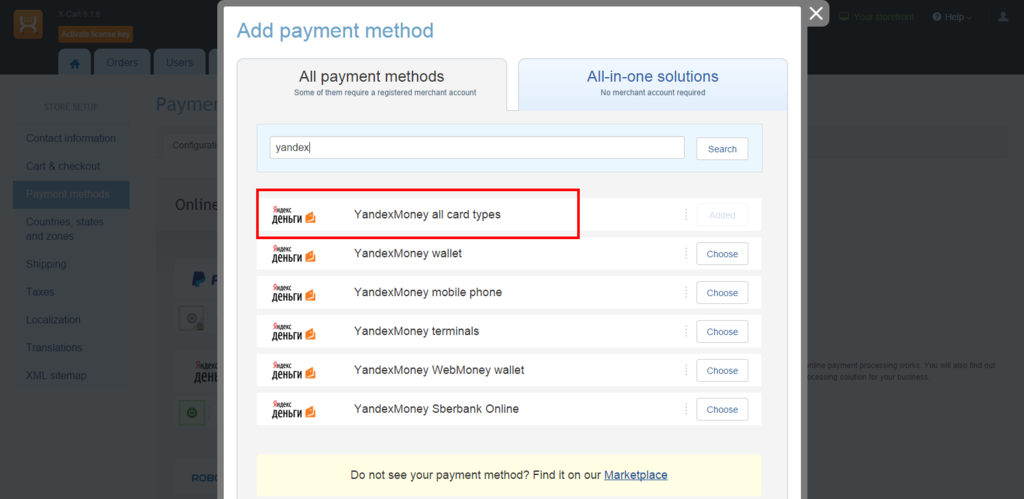 X-Cart 5.1.6
Activate license key
Your storefront
Help
Orders
Users
STORE SETUP
Contact information
Cart & checkout
Payment methods
Countries, states
and zones
Shipping
Taxes
Localization
Translations
XML sitemap
Add payment method
All payment methods
Some of them require a registered merchant account
All-in-one solutions
No merchant account required
yandex
Search
Яндекс
деньги
YandexMoney all card types
Added
Яндекс
деньги
YandexMoney wallet
Choose
Яндекс
деньги
YandexMoney mobile phone
Choose
Яндекс
деньги
YandexMoney terminals
Choose
Яндекс
деньги
YandexMoney WebMoney wallet
Choose
Яндекс
деньги
YandexMoney Sberbank Online
Choose
Do not see your payment method? Find it on our Marketplace
Payme
Configurati
Online
P
Яндекс
день
ROBO
online payment processing works. You will also find out
ocessing solution for your business